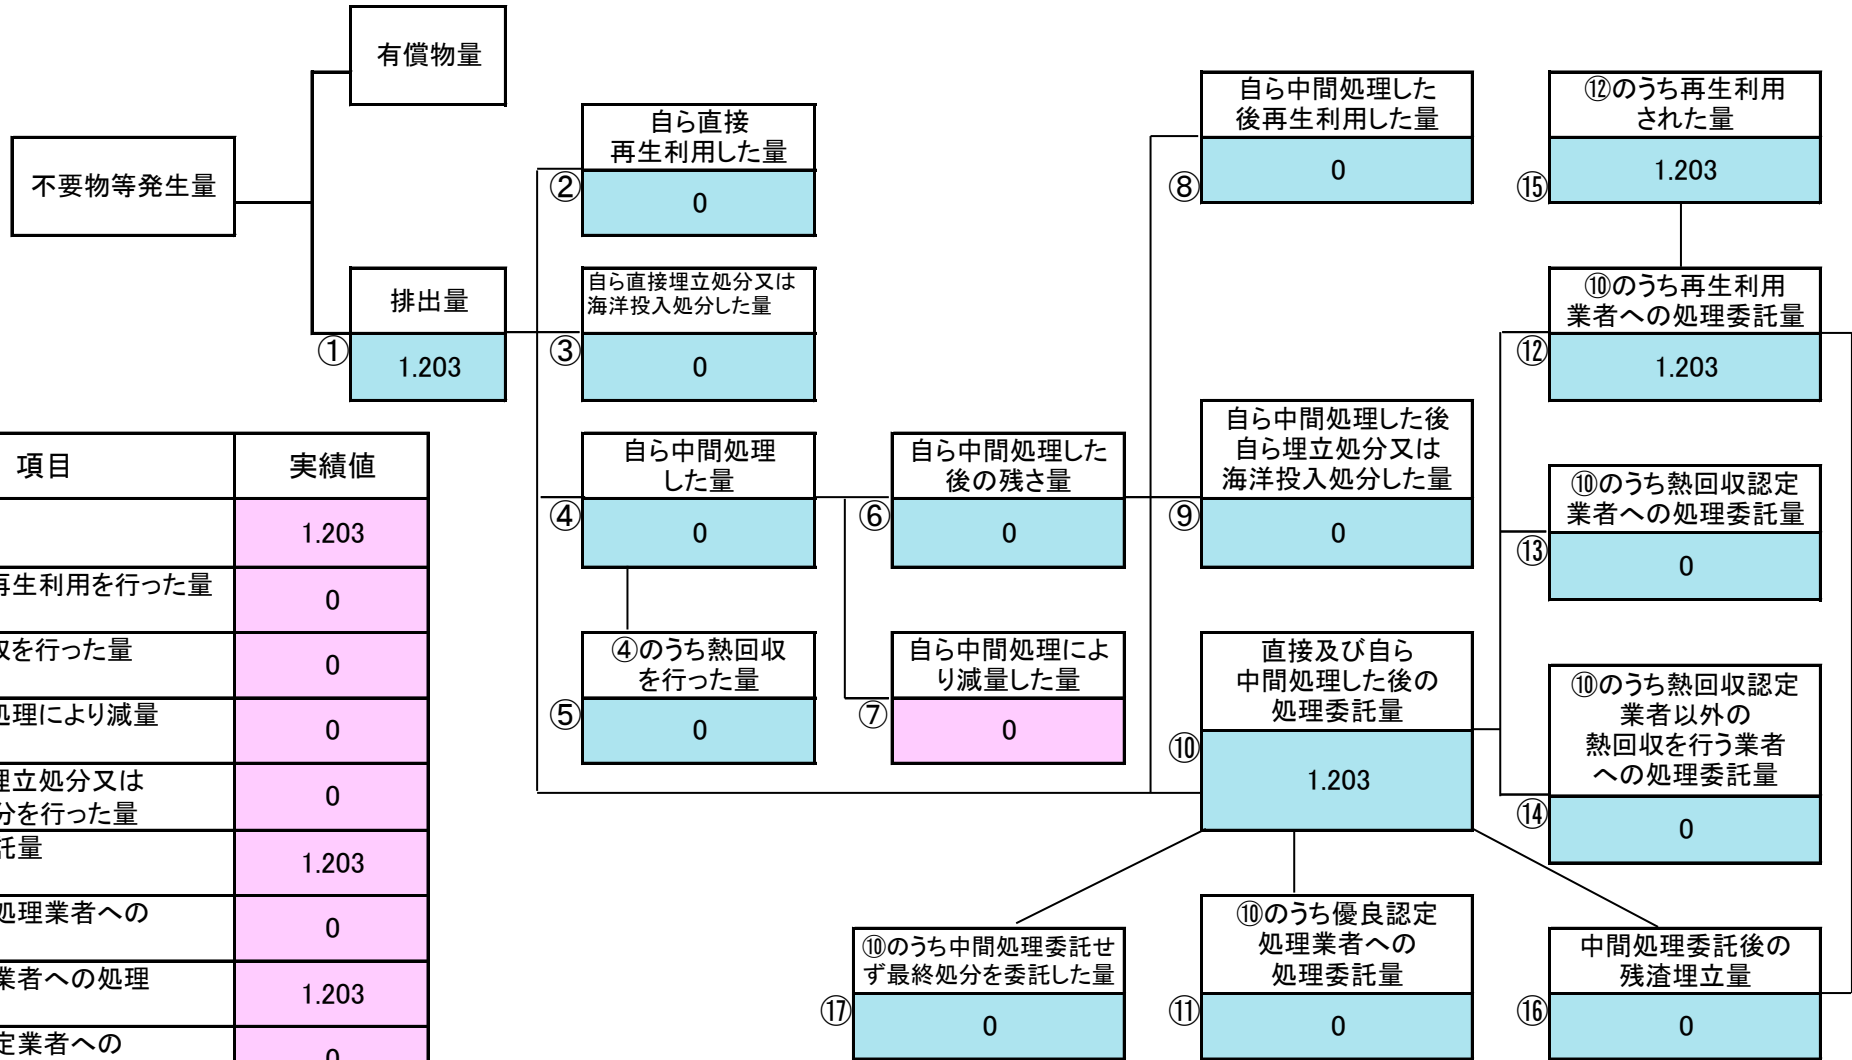 有償物量
不要物等発生量
排出量
①
1.203
自ら直接
再生利用した量
②
0
自ら直接埋立処分又は
海洋投入処分した量
③
0
自ら中間処理
した量
④
0
④のうち熱回収
を行った量
⑤
0
自ら中間処理した
後の残さ量
⑥
0
自ら中間処理によ
り減量した量
⑦
0
自ら中間処理した
後再生利用した量
⑧
0
自ら中間処理した後
自ら埋立処分又は
海洋投入処分した量
⑨
0
直接及び自ら
中間処理した後の
処理委託量
⑩
1.203
⑫のうち再生利用
された量
⑮
1.203
⑩のうち再生利用
業者への処理委託量
⑫
1.203
⑩のうち熱回収認定
業者への処理委託量
⑬
0
⑩のうち熱回収認定
業者以外の
熱回収を行う業者
への処理委託量
⑭
0
⑩のうち中間処理委託せ
ず最終処分を委託した量
⑰
0
⑩のうち優良認定
処理業者への
処理委託量
⑪
0
中間処理委託後の
残渣埋立量
⑯
0
項目 実績値
1.203
再生利用を行った量 0
収を行った量 0
処理により減量 0
埋立処分又は
分を行った量 0
託量 1.203
処理業者への 0
業者への処理 1.203
定業者への 0